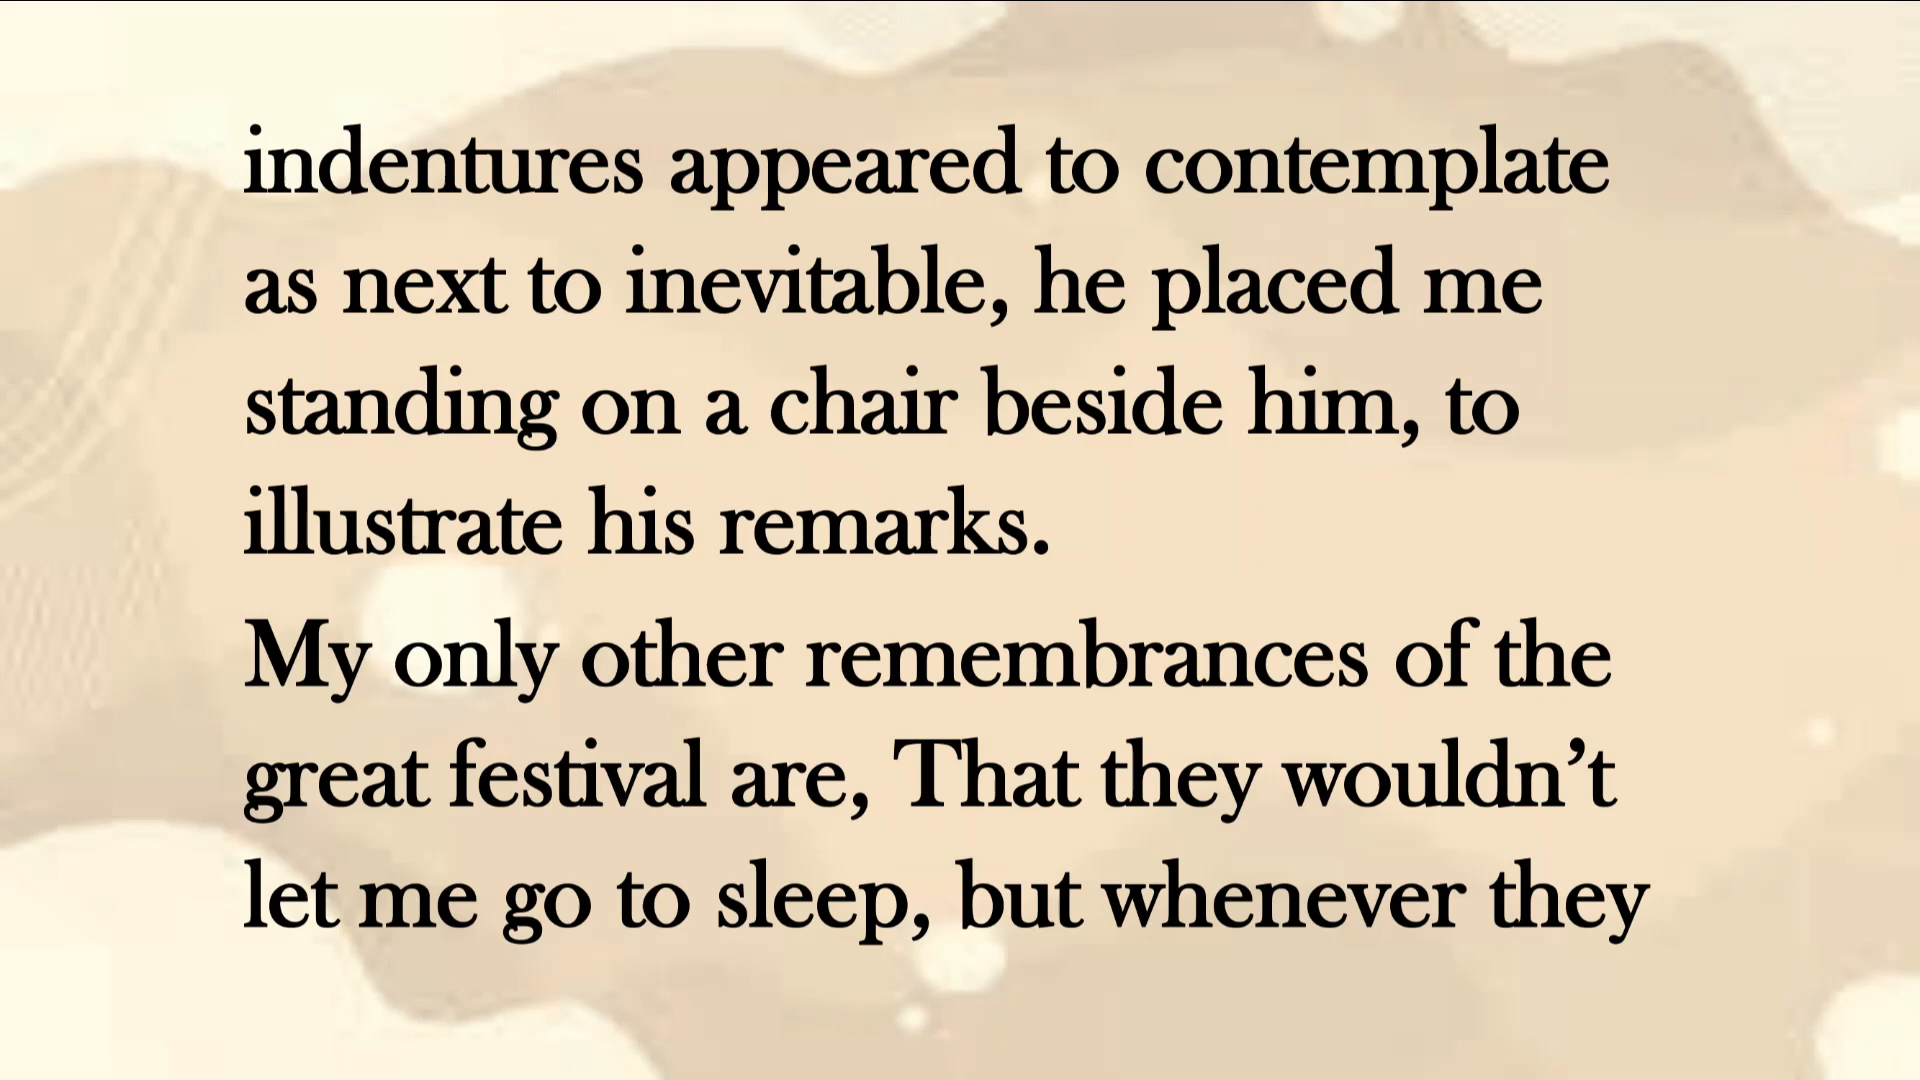 indentures appeared to contemplate
as next to inevitable, he placed me
standing on a chair beside him, to
illustrate his remarks.
My only other remembrances of the
great festival are, That they wouldn’t
let me go to sleep, but whenever they